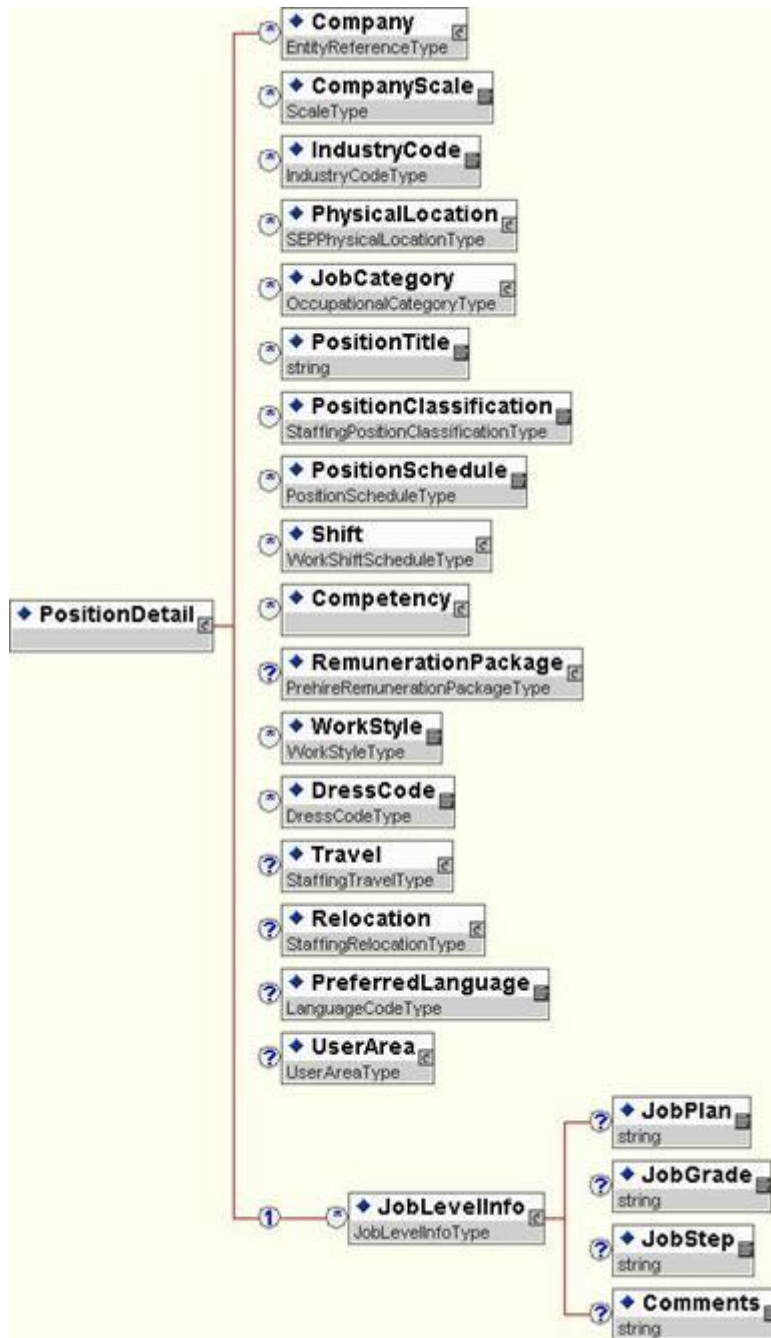 Company
EntityReferenceType
CompanyScale
ScaleType
IndustryCode
IndustryCodeType
PhysicalLocation
SEPPhysicalLocationType
JobCategory
OccupationalCategoryType
PositionTitle
string
PositionClassification
StaffingPositionClassificationType
PositionSchedule
PositionScheduleType
Shift
WorkShiftScheduleType
PositionDetail
Competency
? RemunerationPackage
PrehireRemunerationPackageType
WorkStyle
WorkStyleType
DressCode
DressCodeType
? Travel
StaffingTravelType
? Relocation
StaffingRelocationType
? PreferredLanguage
LanguageCodeType
? UserArea
UserAreaType
? JobPlan
string
? JobGrade
string
1 * JobLevelInfo
JobLevelInfoType
? JobStep
string
? Comments
string